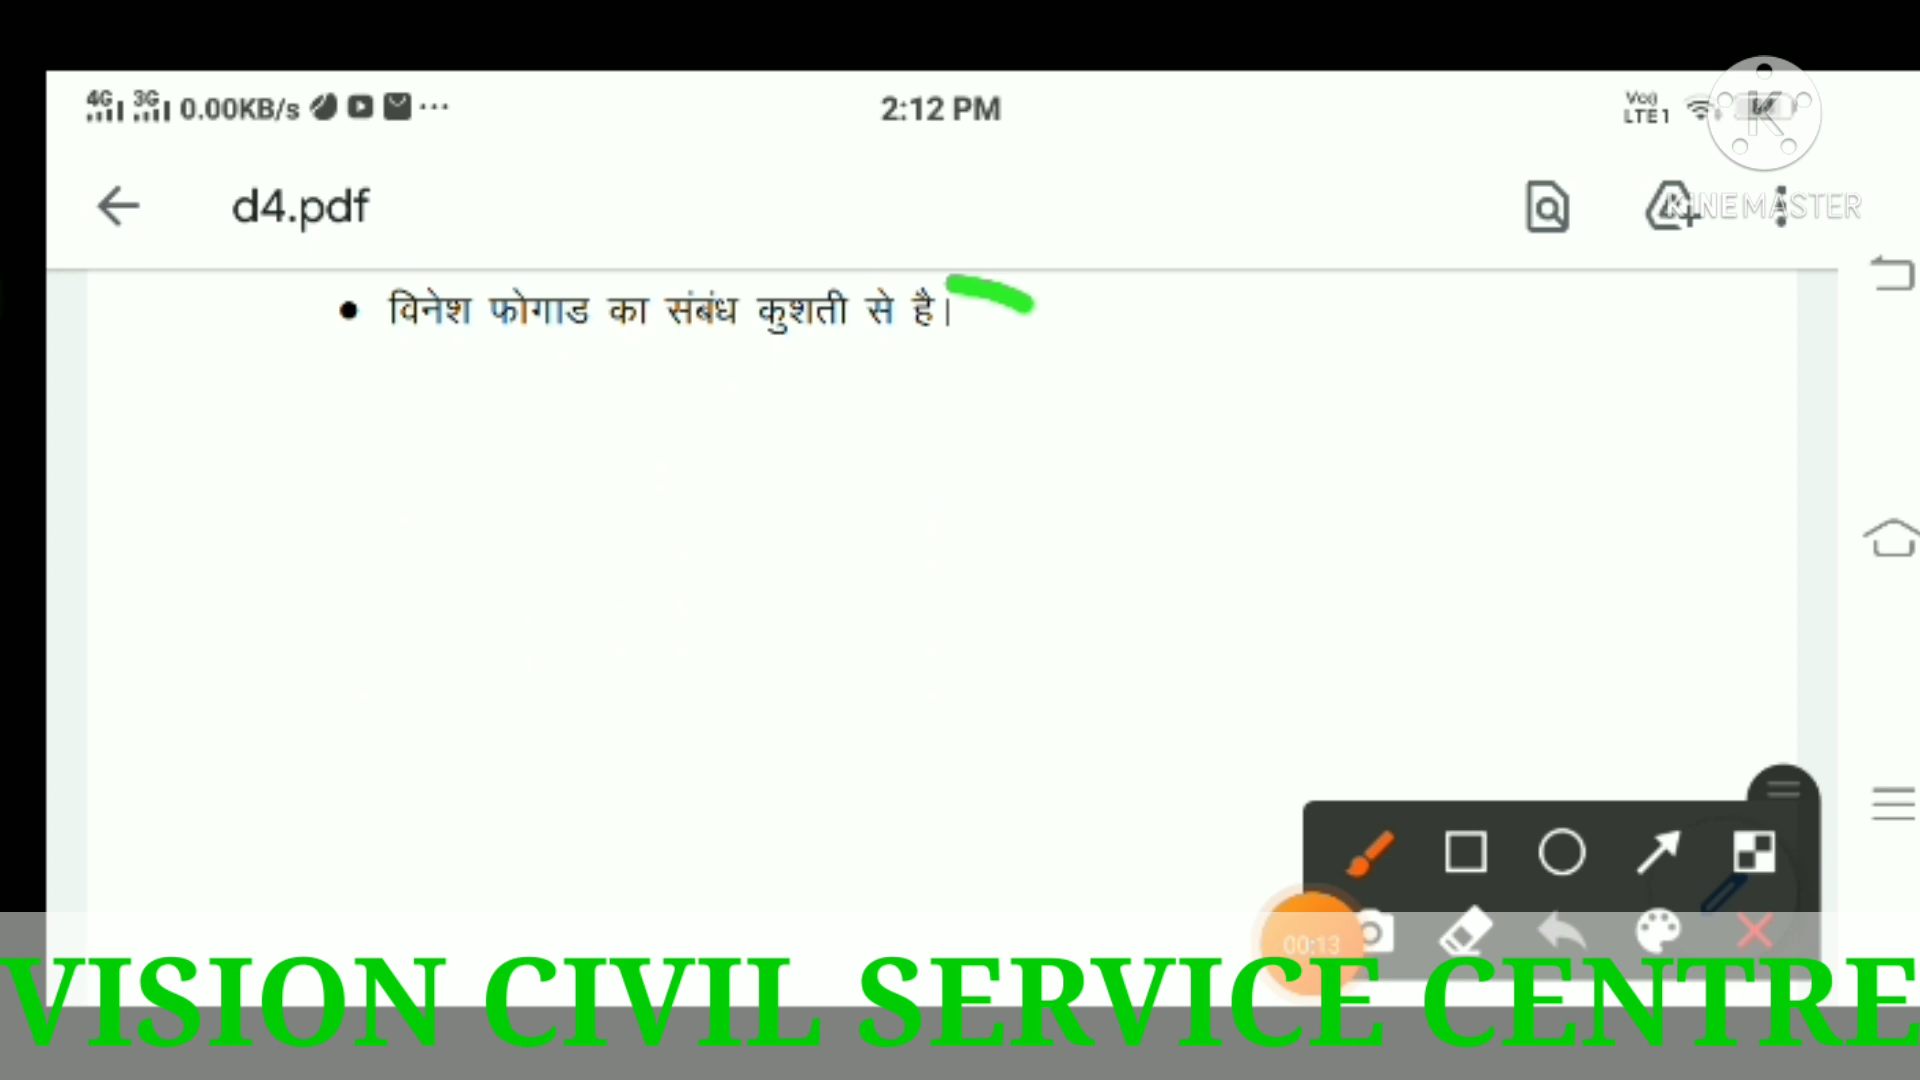 4G 3G 0.00KB/s ... 2:12 PM Vo) LTE1
d4.pdf
KINEMASTER
• विनेश फोगाड का संबंध कुशती से है।
00:13
VISION CIVIL SERVICE CENTRE